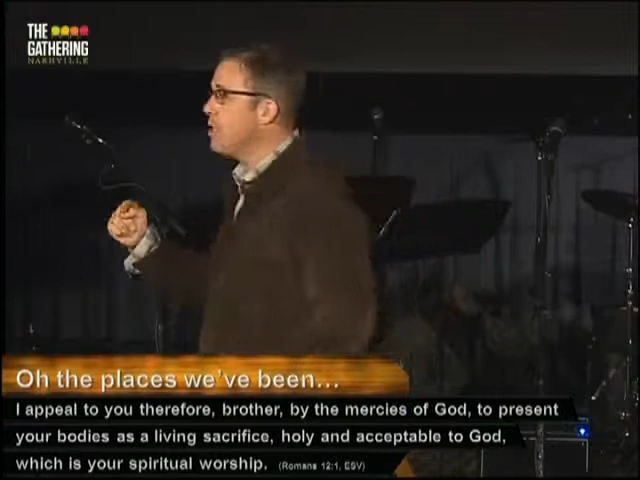 THE
GATHERING
NASHVILLE
Oh the places we've been...
I appeal to you therefore, brother, by the mercies of God, to present
your bodies as a living sacrifice, holy and acceptable to God,
which is your spiritual worship. (Romans 12:1, ESV)